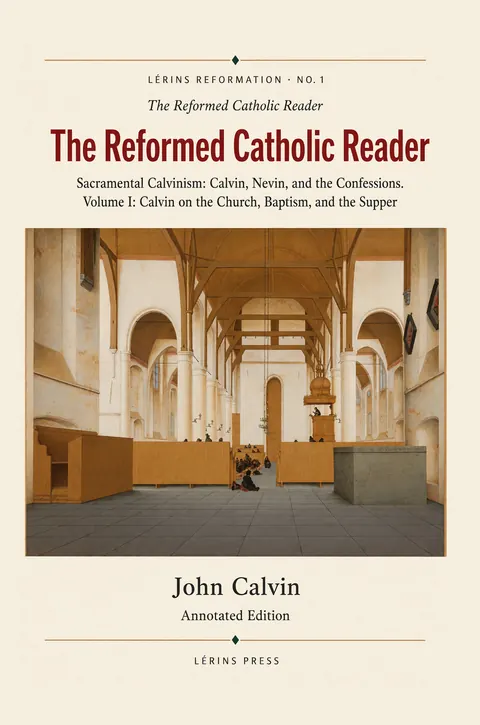 LÉRINS REFORMATION · NO. 1
The Reformed Catholic Reader
The Reformed Catholic Reader
Sacramental Calvinism: Calvin, Nevin, and the Confessions.
Volume I: Calvin on the Church, Baptism, and the Supper
John Calvin
Annotated Edition
LÉRINS PRESS